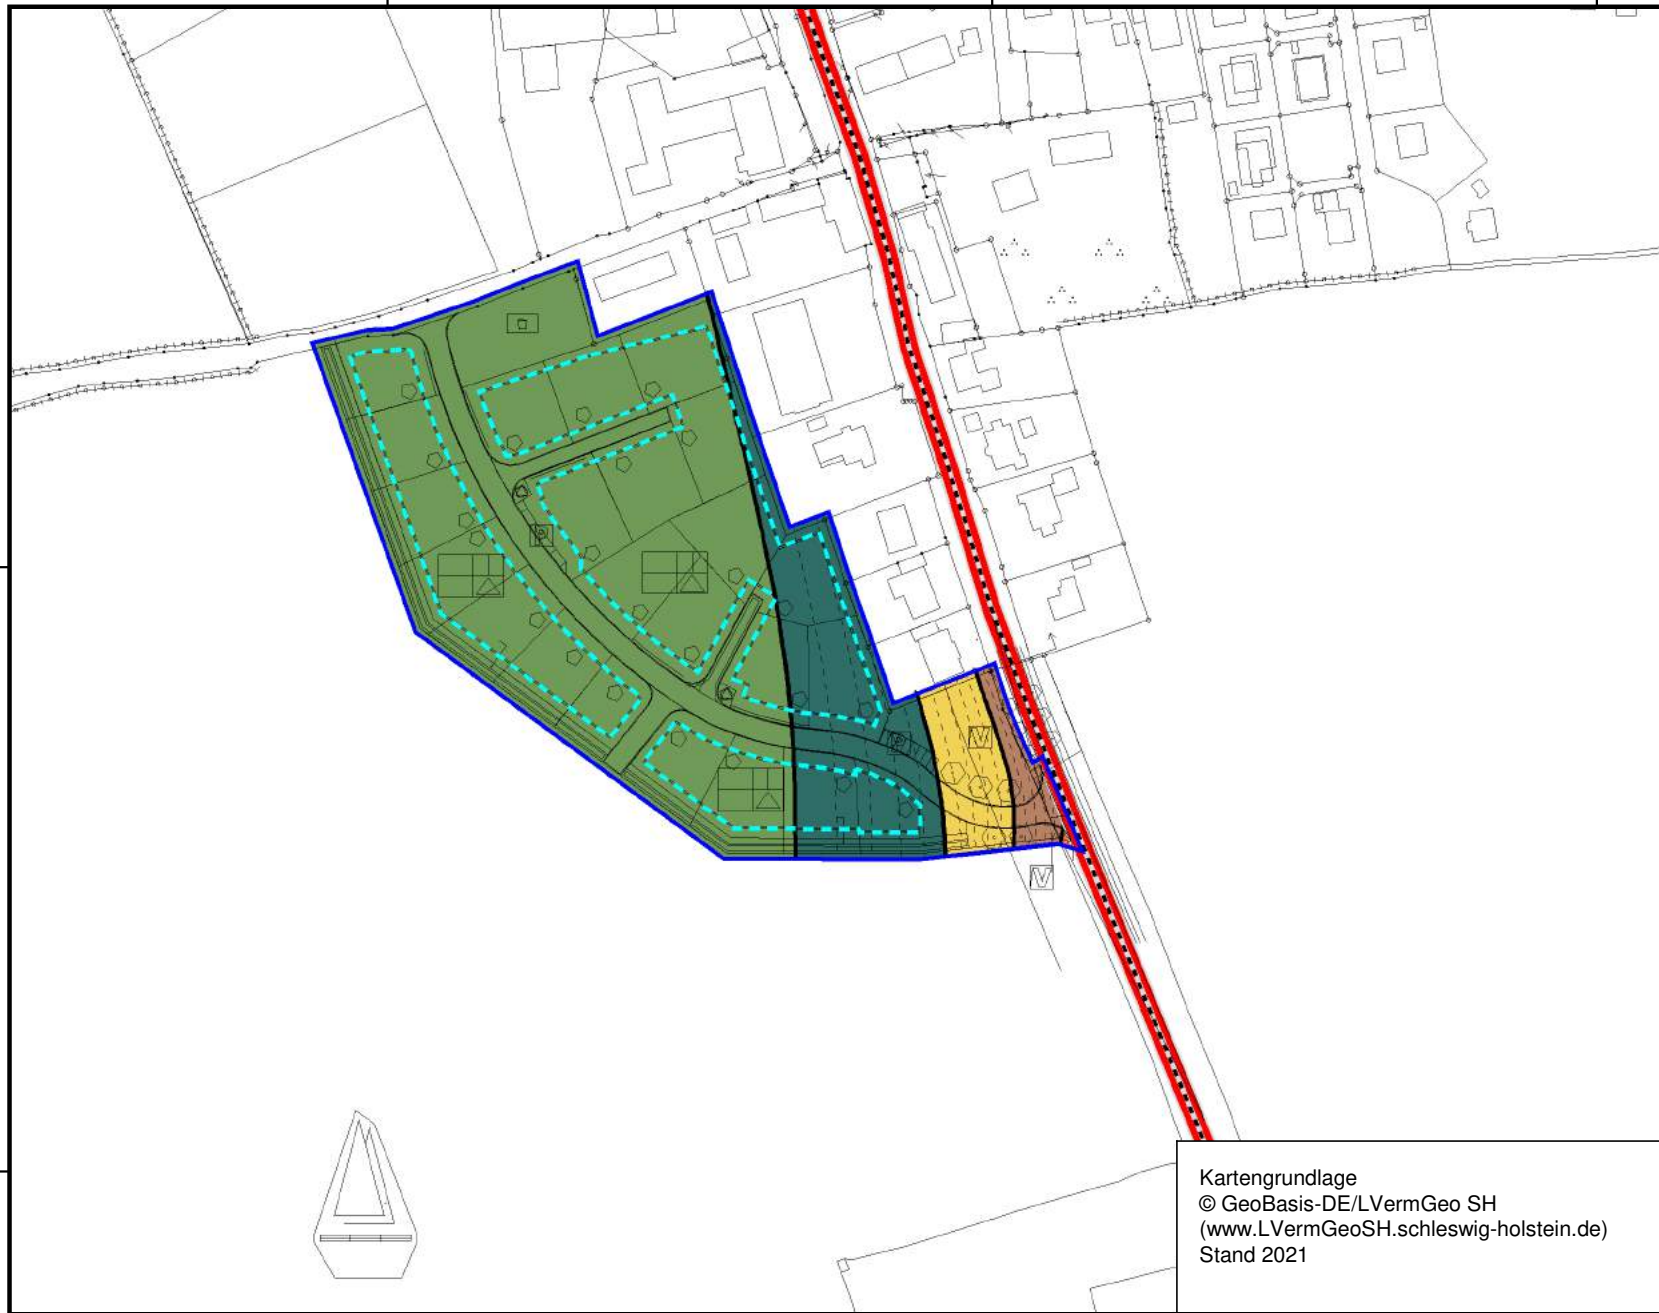 P
P
V
V
Kartengrundlage
© GeoBasis-DE/LVermGeo SH
(www.LVermGeoSH.schleswig-holstein.de)
Stand 2021